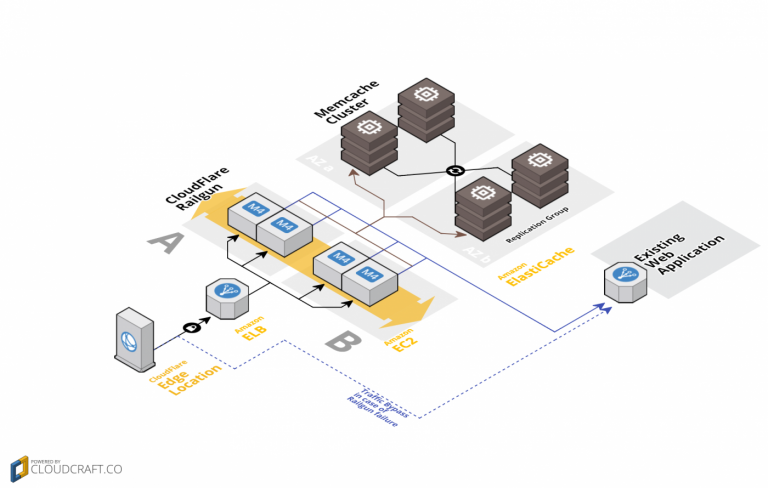 Memcache
Cluster
AZ a
CloudFlare
Railgun
M4
M4
M4
M4
A
B
AZ b
Replication Group
Amazon
ElastiCache
Existing
Web
Application
Amazon
ELB
Amazon
EC2
CloudFlare
Edge
Location
Traffic Bypass
in case of
Railgun failure
POWERED BY
CLOUDCRAFT.CO